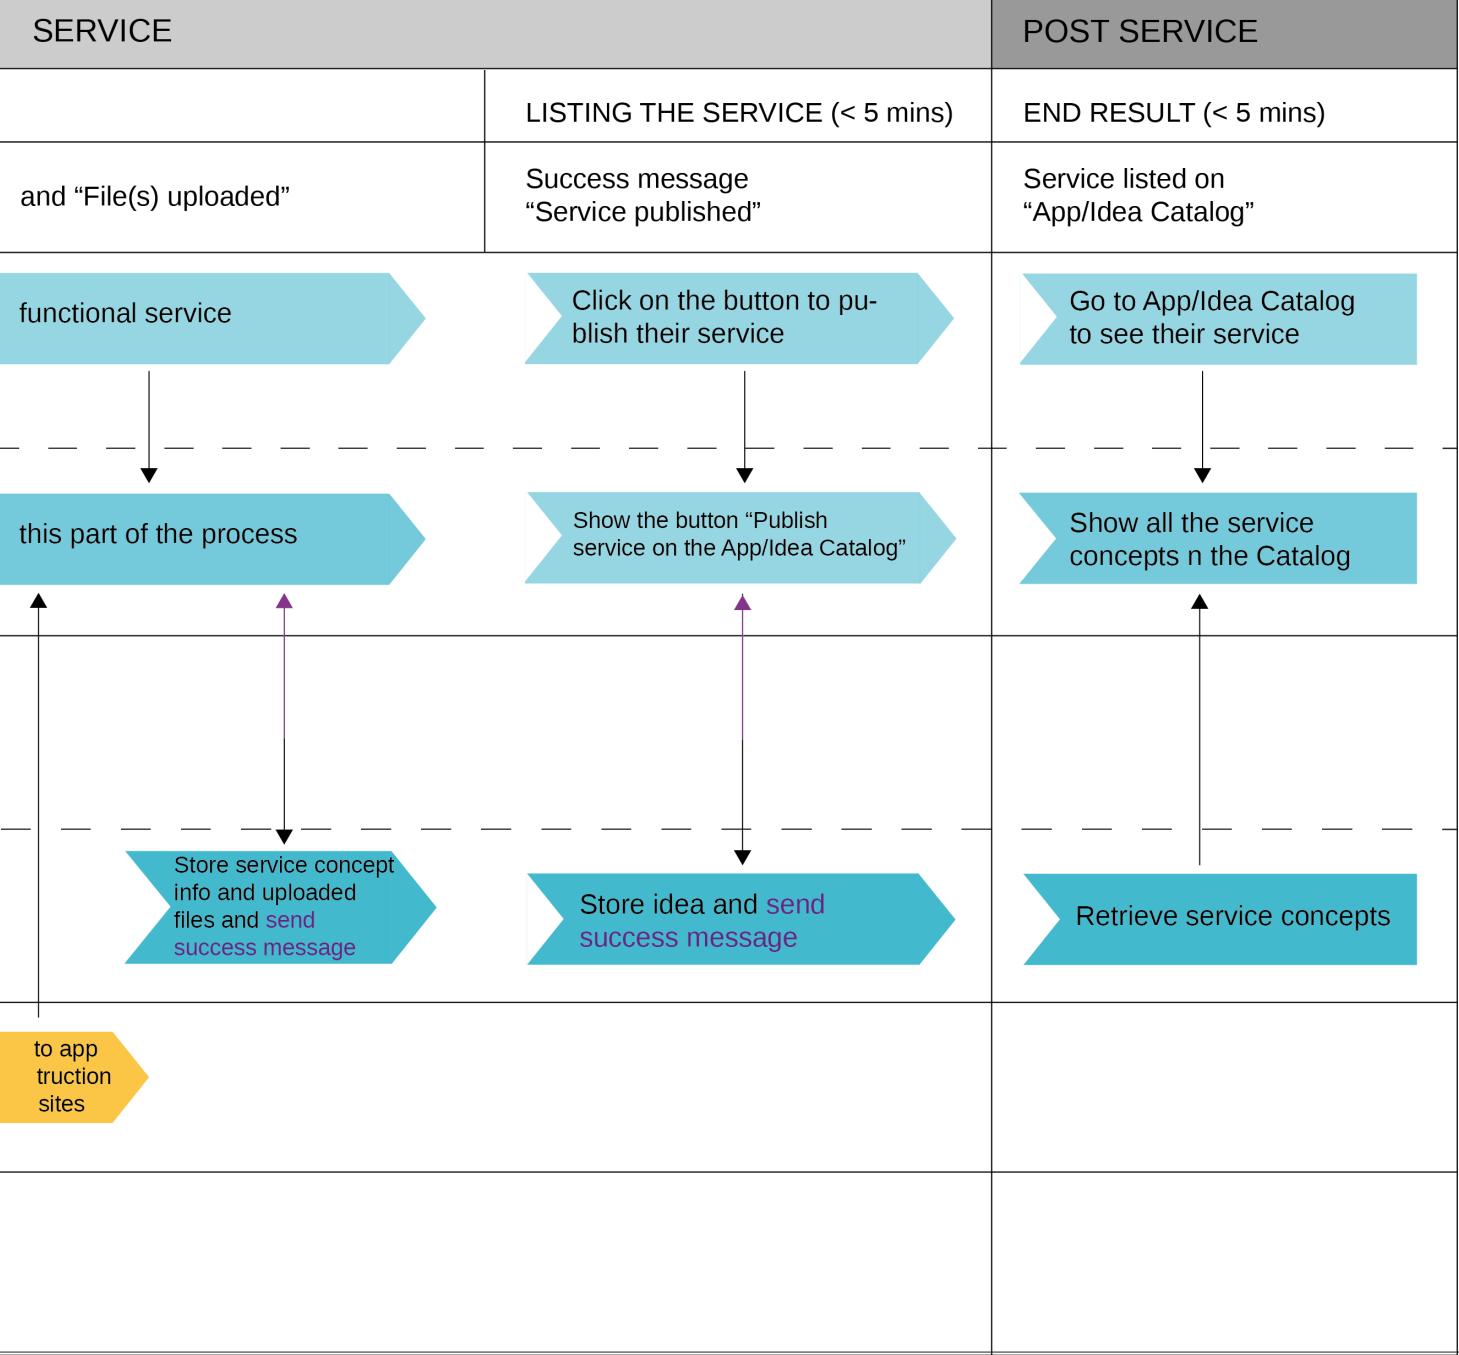 SERVICE
POST SERVICE
LISTING THE SERVICE (< 5 mins)
END RESULT (< 5 mins)
and “File(s) uploaded”
Success message
“Service published”
Service listed on
“App/Idea Catalog”
functional service
Click on the button to pu-
blish their service
Go to App/Idea Catalog
to see their service
this part of the process
Show the button “Publish
service on the App/Idea Catalog”
Show all the service
concepts n the Catalog
Store service concept
info and uploaded
files and send
success message
Store idea and send
success message
Retrieve service concepts
to app
truction
sites